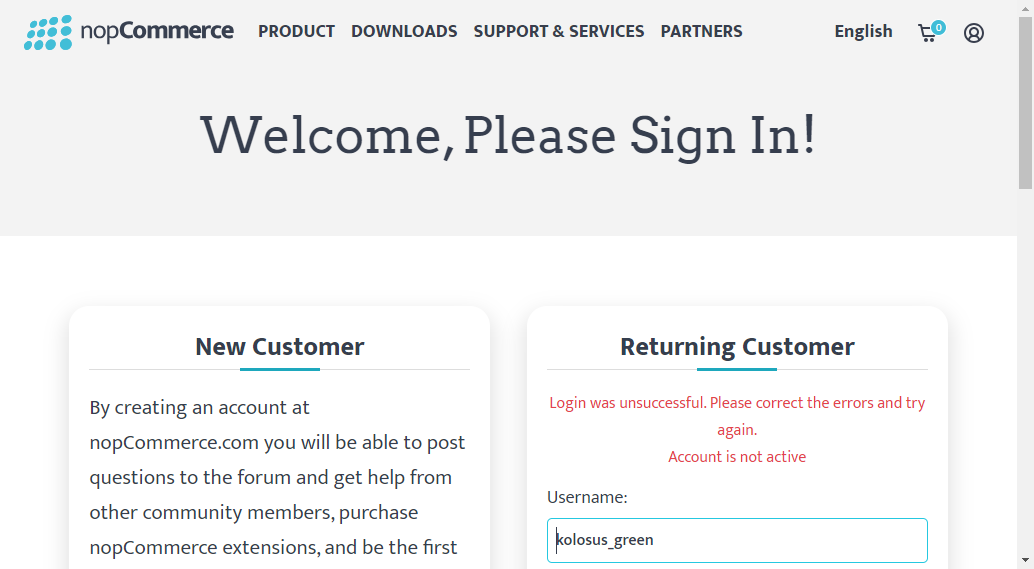 nopCommerce PRODUCT DOWNLOADS SUPPORT & SERVICES PARTNERS English 0
Welcome, Please Sign In!
New Customer
By creating an account at
nopCommerce.com you will be able to post
questions to the forum and get help from
other community members, purchase
nopCommerce extensions, and be the first
Returning Customer
Login was unsuccessful. Please correct the errors and try
again.
Account is not active
Username:
kolosus_green